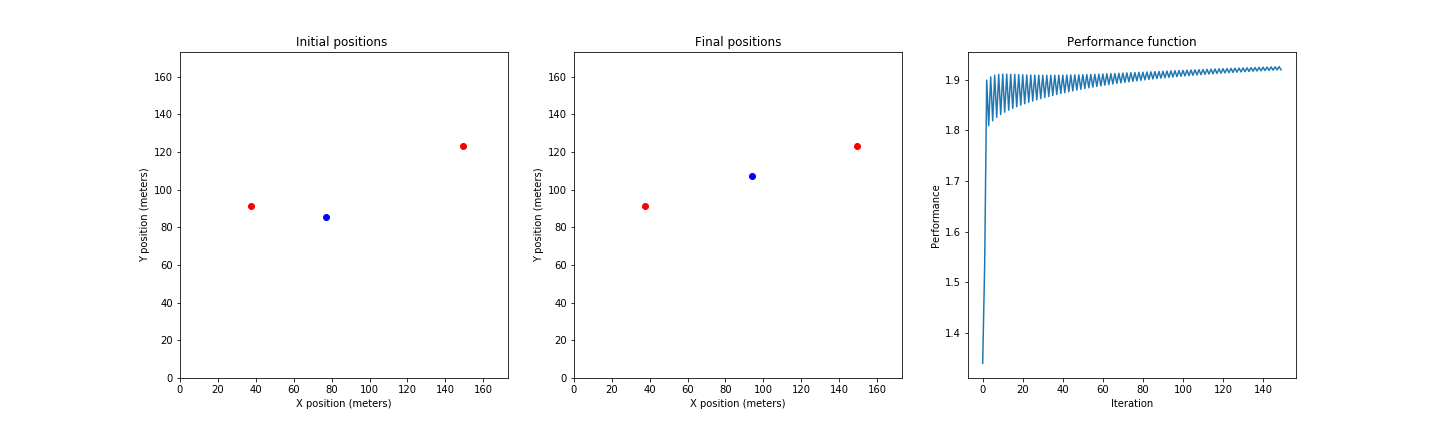 Initial positions
Y position (meters)
160
140
120
100
80
60
40
20
0
0 20 40 60 80 100 120 140 160
X position (meters)
Final positions
Y position (meters)
160
140
120
100
80
60
40
20
0
0 20 40 60 80 100 120 140 160
X position (meters)
Performance function
Performance
1.9
1.8
1.7
1.6
1.5
1.4
0 20 40 60 80 100 120 140
Iteration